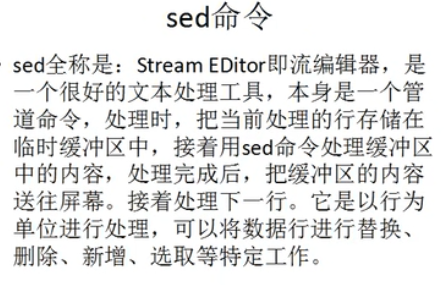 sed命令
• sed全称是：Stream EDitor即流编辑器，是
一个很好的文本处理工具，本身是一个管
道命令，处理时，把当前处理的行存储在
临时缓冲区中，接着用sed命令处理缓冲区
中的内容，处理完成后，把缓冲区的内容
送往屏幕。接着处理下一行。它是以行为
单位进行处理，可以将数据行进行替换、
删除、新增、选取等特定工作。